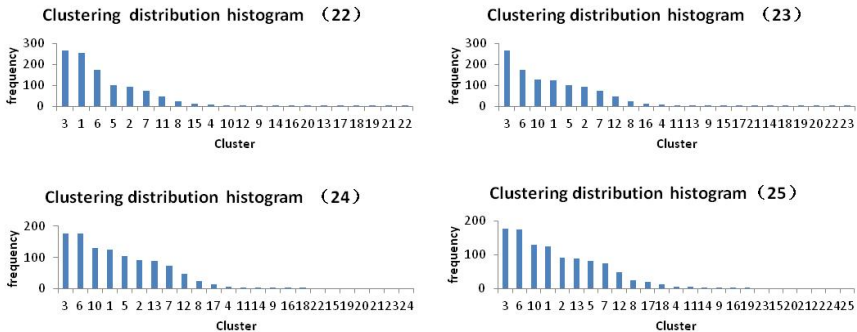 Clustering distribution histogram （22）
300
200
100
0
frequency
3 1 6 5 2 7 11 8 15 4 10 12 9 14 16 20 13 17 18 19 21 22
Cluster
Clustering distribution histogram （23）
300
200
100
0
frequency
3 6 10 1 5 2 7 12 8 16 4 11 13 9 15 17 21 14 18 19 20 22 23
Cluster
Clustering distribution histogram （24）
200
100
0
frequency
3 6 10 1 5 2 13 7 12 8 17 4 11 14 9 16 18 22 15 19 20 21 23 24
Cluster
Clustering distribution histogram （25）
200
100
0
frequency
3 6 10 1 2 13 5 7 12 8 17 18 4 11 14 9 16 19 23 15 20 21 22 24 25
Cluster